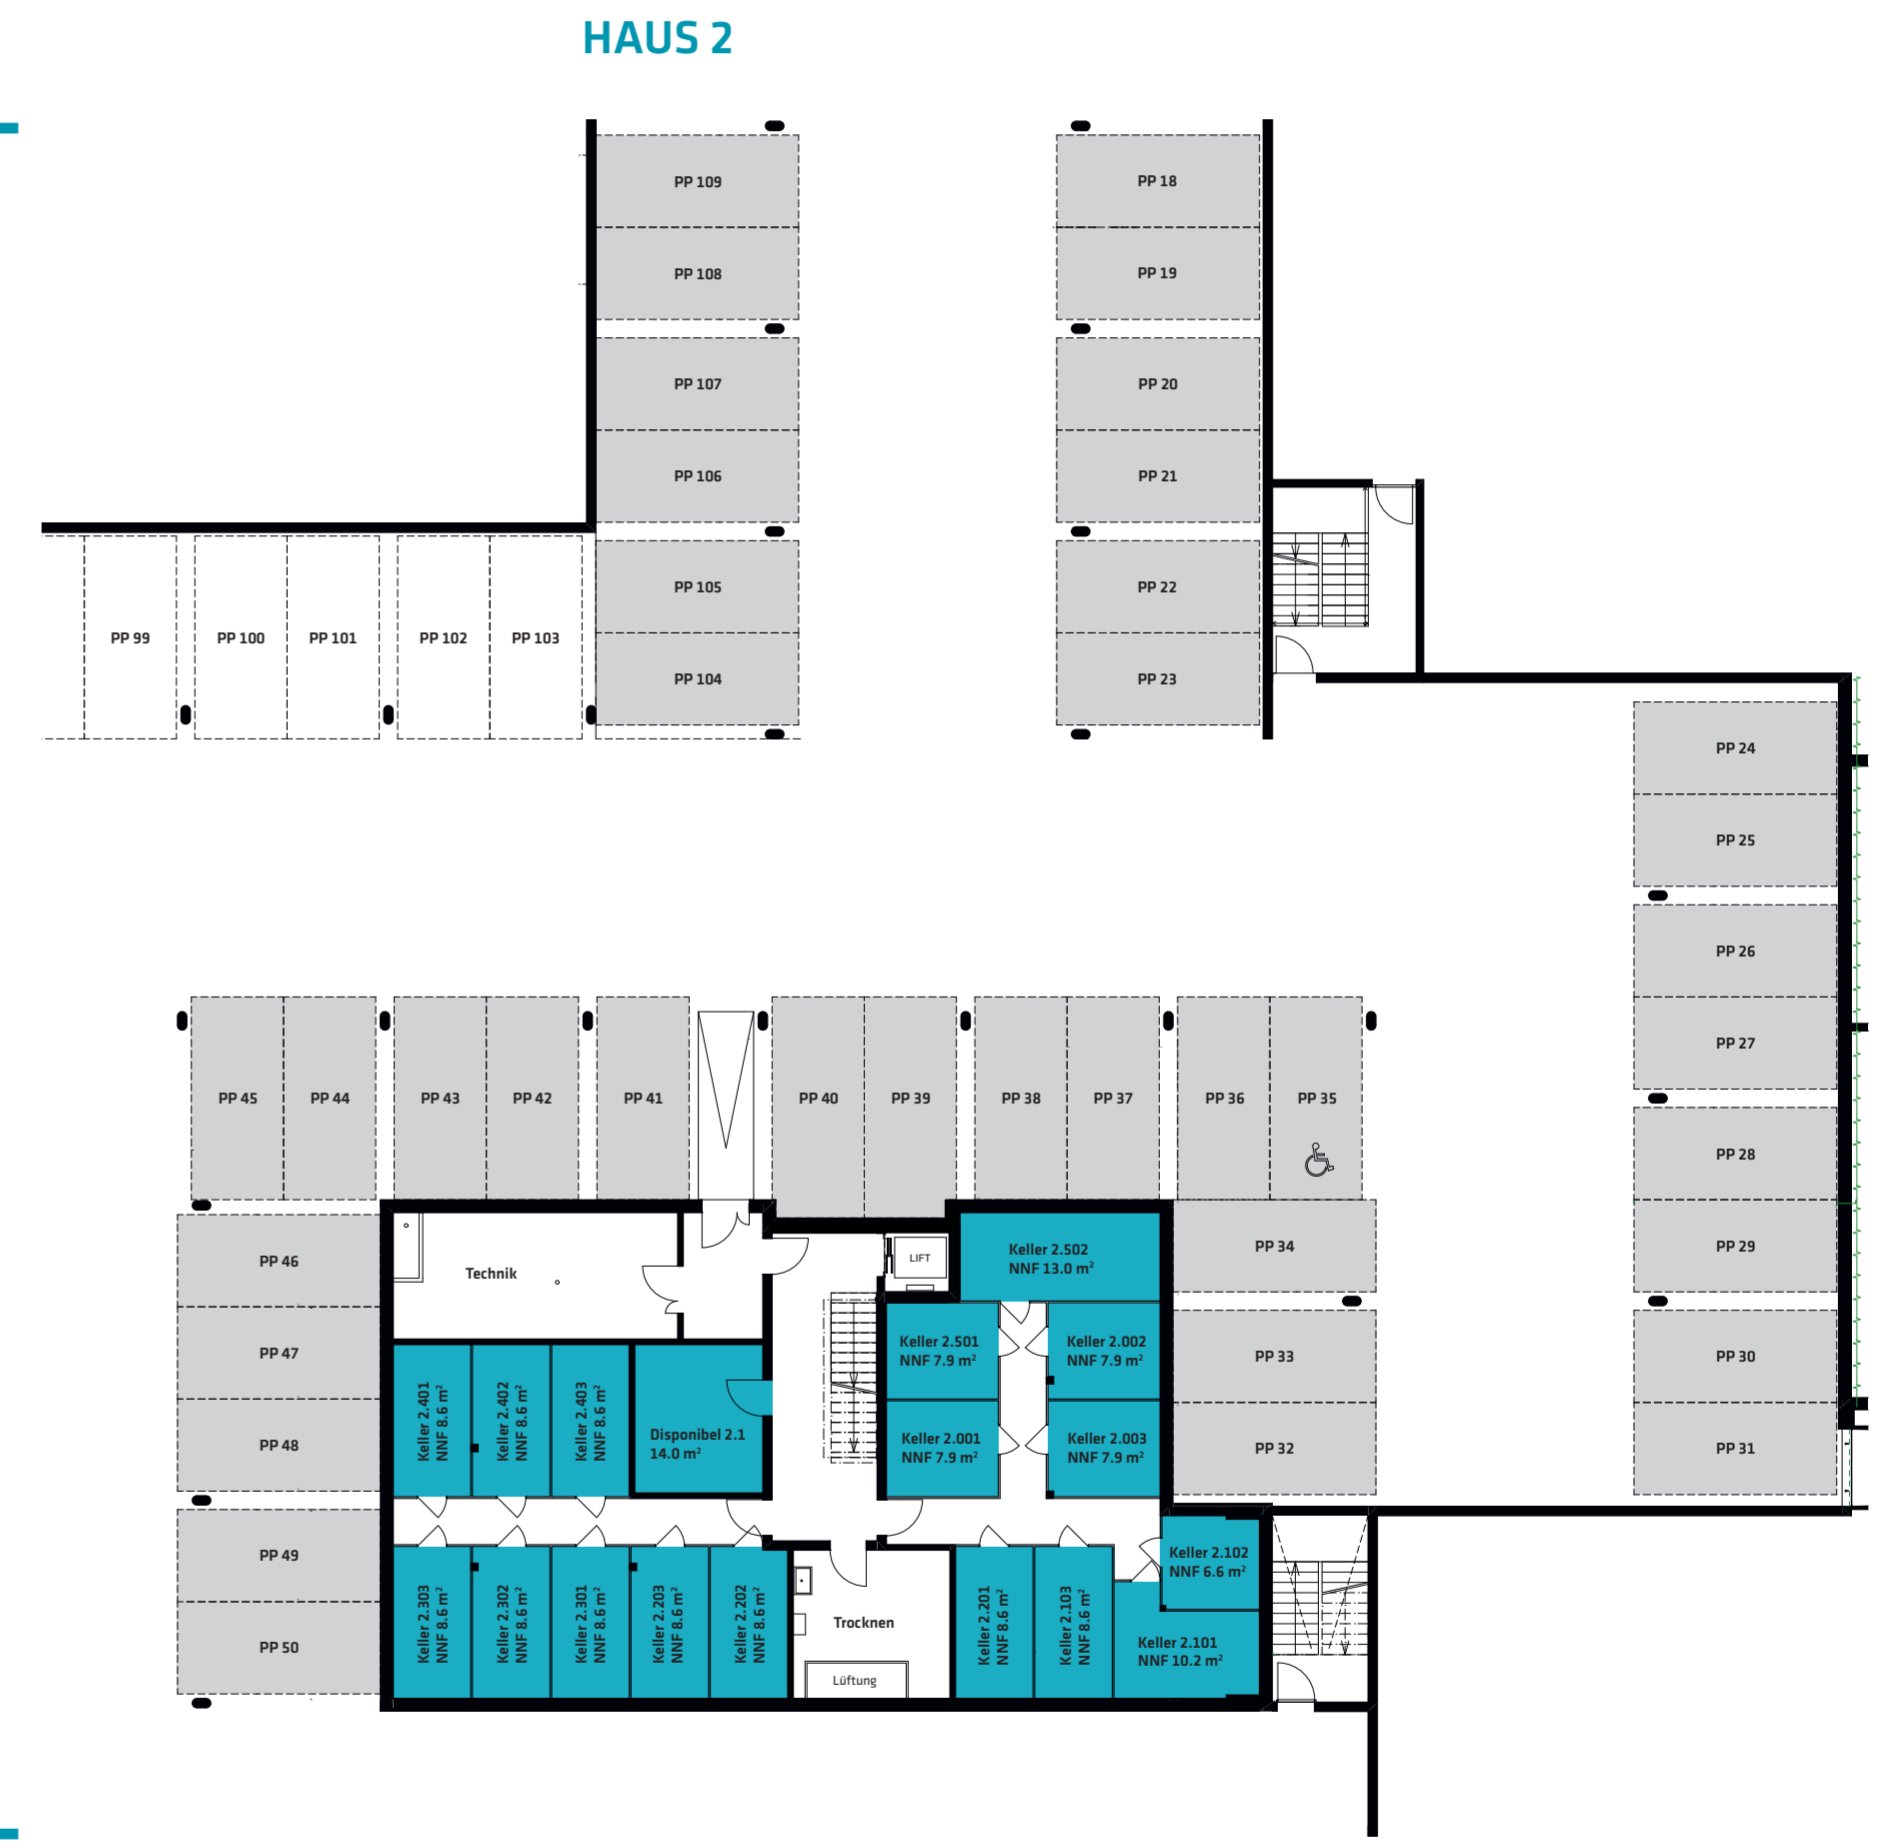 HAUS 2
PP 109
PP 18
PP 108
PP 19
PP 107
PP 20
PP 106
PP 21
PP 105
PP 22
PP 99
PP 100
PP 101
PP 102
PP 103
PP 104
PP 23
PP 24
PP 25
PP 26
PP 27
PP 45
PP 44
PP 43
PP 42
PP 41
PP 40
PP 39
PP 38
PP 37
PP 36
PP 35
PP 28
PP 46
Technik
LIFT
Keller 2.502
NNF 13.0 m²
PP 34
PP 29
PP 47
Keller 2.501
NNF 7.9 m²
Keller 2.002
NNF 7.9 m²
PP 33
PP 30
PP 48
Keller 2.401
NNF 8.6 m²
Keller 2.402
NNF 8.6 m²
Keller 2.403
NNF 8.6 m²
Disponibel 2.1
14.0 m²
Keller 2.001
NNF 7.9 m²
Keller 2.003
NNF 7.9 m²
PP 32
PP 31
PP 49
Keller 2.102
NNF 6.6 m²
PP 50
Keller 2.303
NNF 8.6 m²
Keller 2.302
NNF 8.6 m²
Keller 2.301
NNF 8.6 m²
Keller 2.203
NNF 8.6 m²
Keller 2.202
NNF 8.6 m²
Trocknen
Lüftung
Keller 2.201
NNF 8.6 m²
Keller 2.103
NNF 8.6 m²
Keller 2.101
NNF 10.2 m²